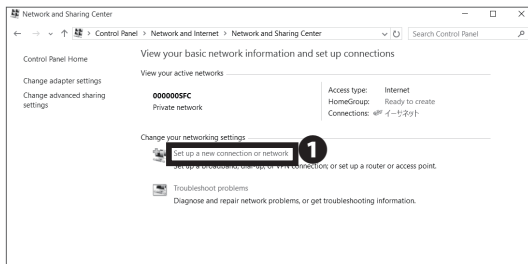 Network and Sharing Center
Control Panel > Network and Internet > Network and Sharing Center
Search Control Panel
Control Panel Home
Change adapter settings
Change advanced sharing
settings
View your basic network information and set up connections
View your active networks
000000SFC
Private network
Access type: Internet
HomeGroup: Ready to create
Connections: イーサネット
Change your networking settings
Set up a new connection or network
1
Set up a broadband, dial-up, or VPN connection; or set up a router or access point.
Troubleshoot problems
Diagnose and repair network problems, or get troubleshooting information.